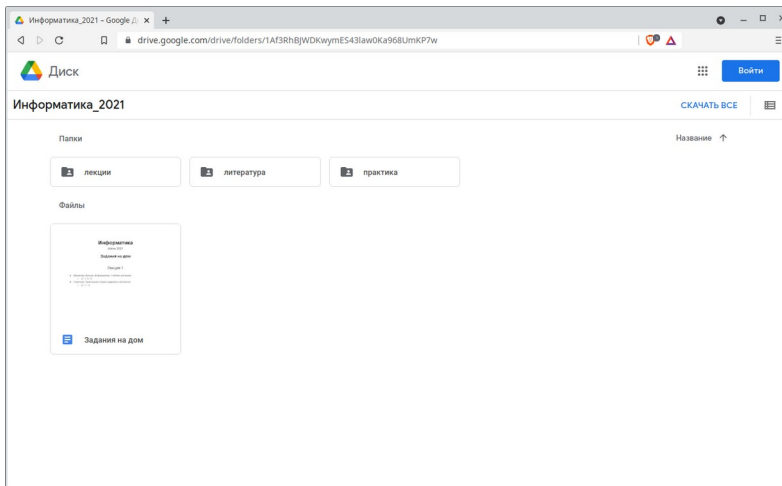 Информатика_2021 – Google Д
drive.google.com/drive/folders/1Af3RhBJWDKwymES43law0Ka968UmKP7w
Диск
Войти
Информатика_2021
СКАЧАТЬ ВСЕ
Папки
Название
лекции
литература
практика
Файлы
Информатика
Задания на дом
Лекция 1
Задания на дом